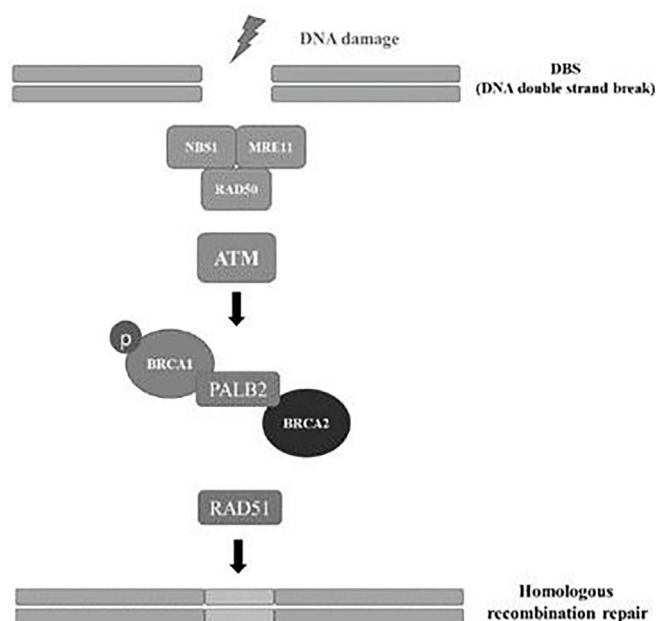 DNA damage
DBS
(DNA double strand break)
NBS1
MRE11
RAD50
ATM
p
BRCA1
PALB2
BRCA2
RAD51
Homologous
recombination repair